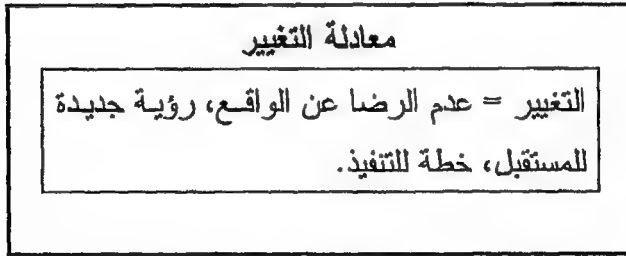 معادلة التغيير
التغيير = عدم الرضا عن الواقع، رؤية جديدة
للمستقبل، خطة للتنفيذ.